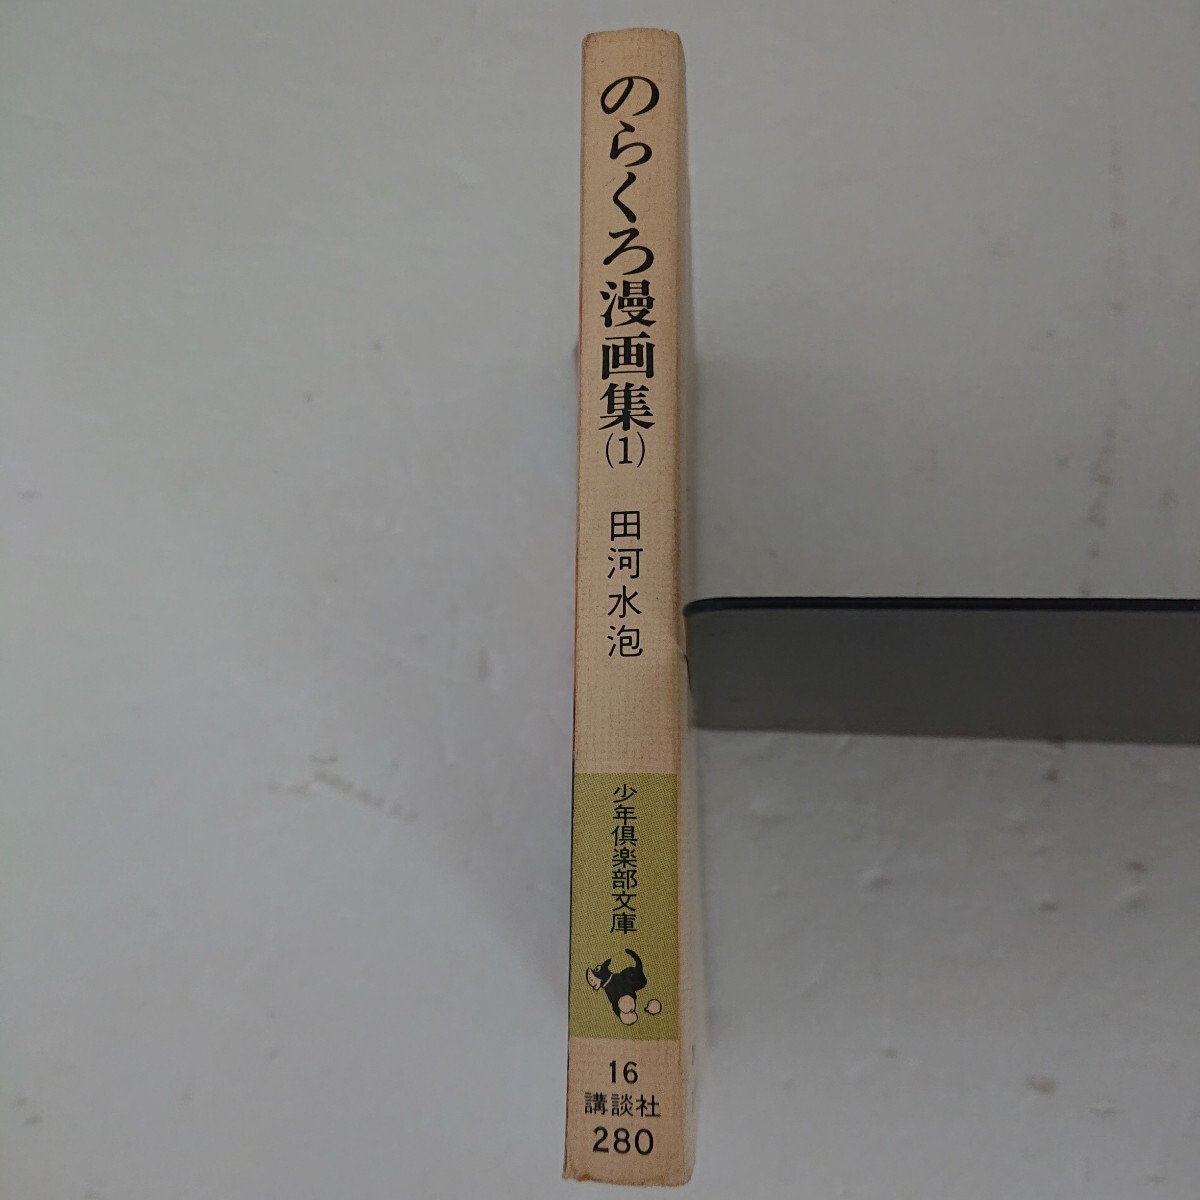 のらくろ漫画集(1)
田河水泡
少年倶楽部文庫
16
講談社
280